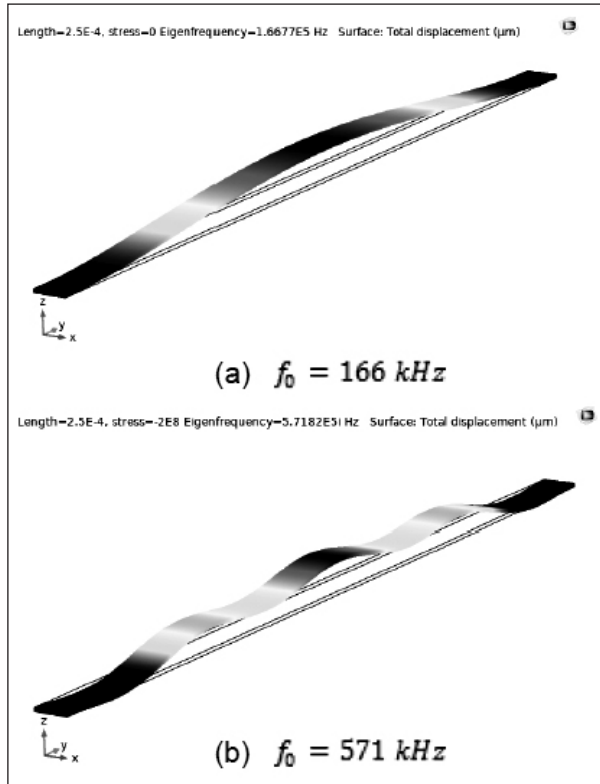 Length=2.5E-4, stress=0 Eigenfrequency=1.6677E5 Hz Surface: Total displacement (µm)
z
y
x
(a) f₀ = 166 kHz
Length=2.5E-4, stress=-2E8 Eigenfrequency=5.7182E5i Hz Surface: Total displacement (µm)
z
y
x
(b) f₀ = 571 kHz